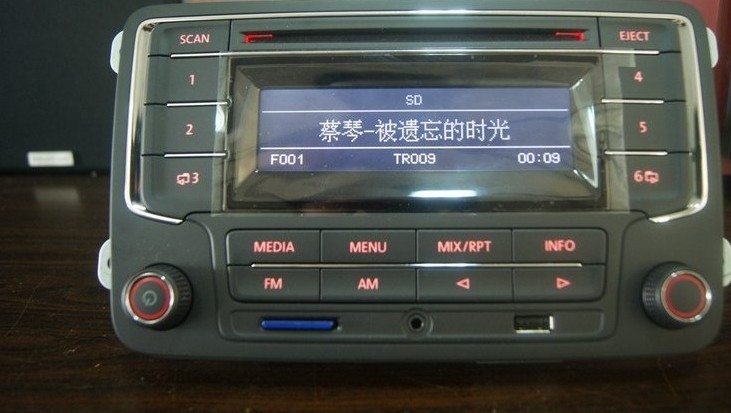 SCAN
EJECT
1
4
2
5
3
6
SD
蔡琴-被遗忘的时光
F001 TR009 00:09
MEDIA MENU MIX/RPT INFO
FM AM